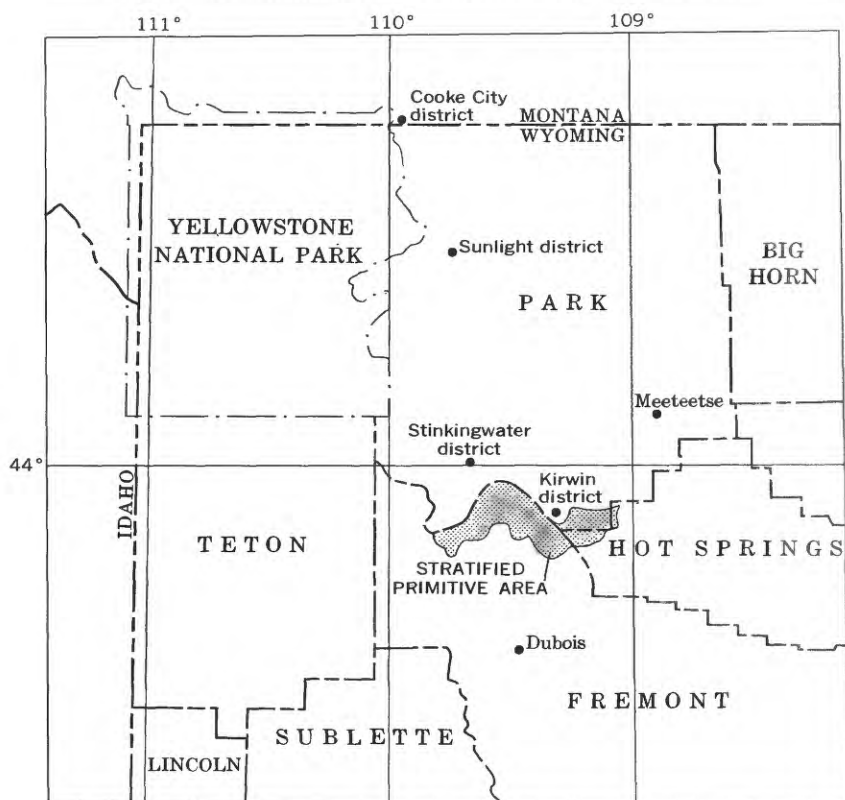 111°
110°
109°
Cooke City
district
MONTANA
WYOMING
YELLOWSTONE
NATIONAL PARK
Sunlight district
BIG
HORN
PARK
Meeteetse
Stinkingwater
district
44°
Kirwin
district
IDAHO
TETON
HOT SPRINGS
STRATIFIED
PRIMITIVE AREA
Dubois
FREMONT
SUBLETTE
LINCOLN